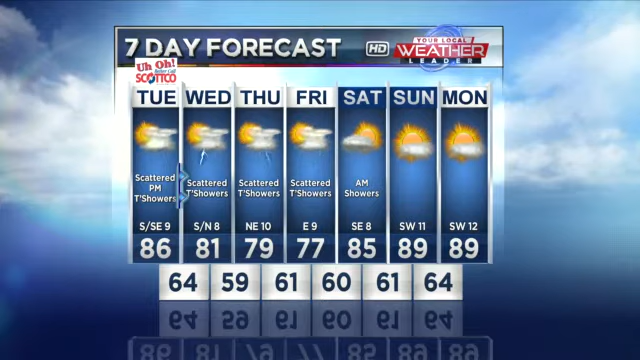 7 DAY FORECAST
HD
YOUR LOCAL
WEATHER
LEADER
Uh Oh!
Better Call
SCOTTCO
TUE WED THU FRI SAT SUN MON
Scattered
PM
T'Showers
Scattered
T'Showers
Scattered
T'Showers
Scattered
T'Showers
AM
Showers
S/SE 9 S/N 8 NE 10 E 9 SE 8 SW 11 SW 12
86 81 79 77 85 89 89
64 59 61 60 61 64